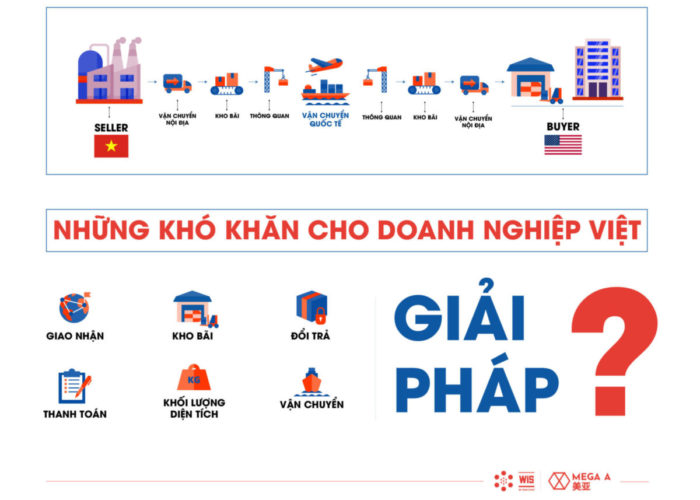 SELLER
VẬN CHUYỂN
NỘI ĐỊA
KHO BÃI
THÔNG QUAN
VẬN CHUYỂN
QUỐC TẾ
THÔNG QUAN
KHO BÃI
VẬN CHUYỂN
NỘI ĐỊA
BUYER
NHỮNG KHÓ KHĂN CHO DOANH NGHIỆP VIỆT
GIAO NHẬN
KHO BÃI
ĐỔI TRẢ
THANH TOÁN
KG
KHỐI LƯỢNG
DIỆN TÍCH
VẬN CHUYỂN
GIẢI
PHÁP
?
WIS
MEGA A
美亚